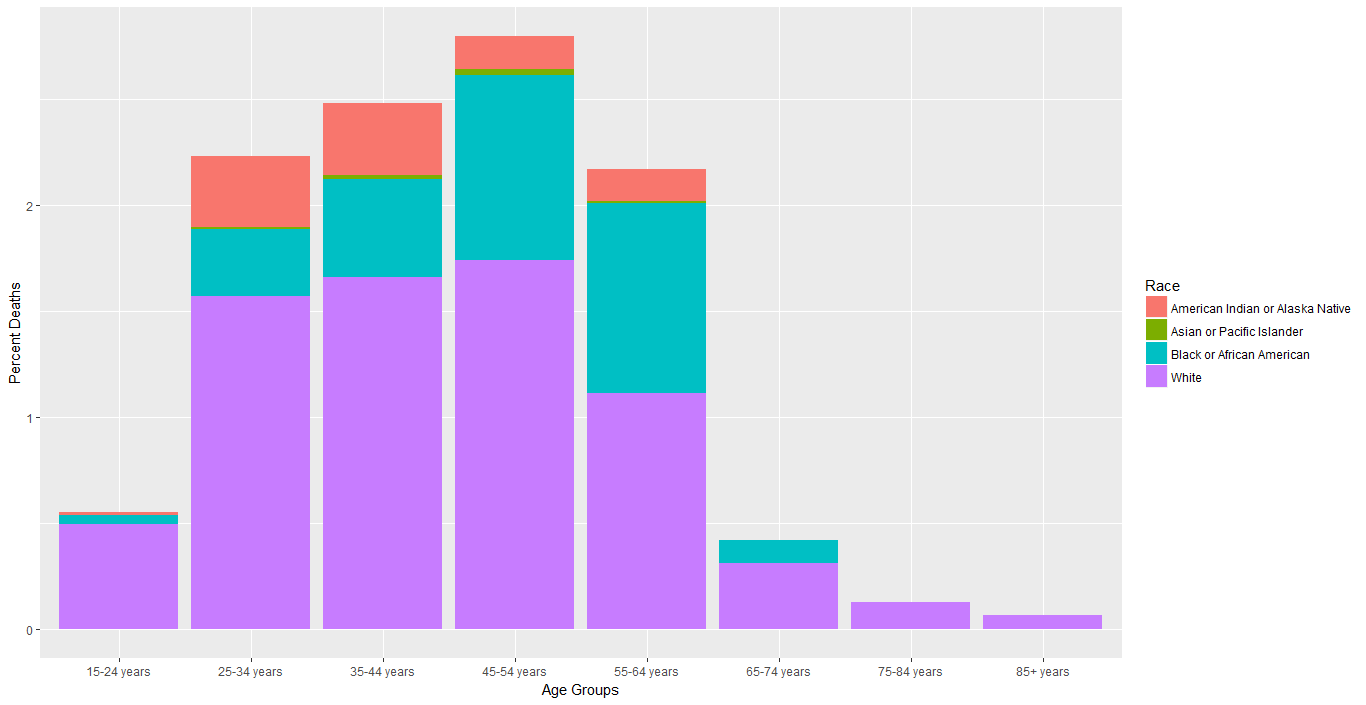 Percent Deaths
2
1
0
15-24 years
25-34 years
35-44 years
45-54 years
55-64 years
65-74 years
75-84 years
85+ years
Age Groups
Race
American Indian or Alaska Native
Asian or Pacific Islander
Black or African American
White